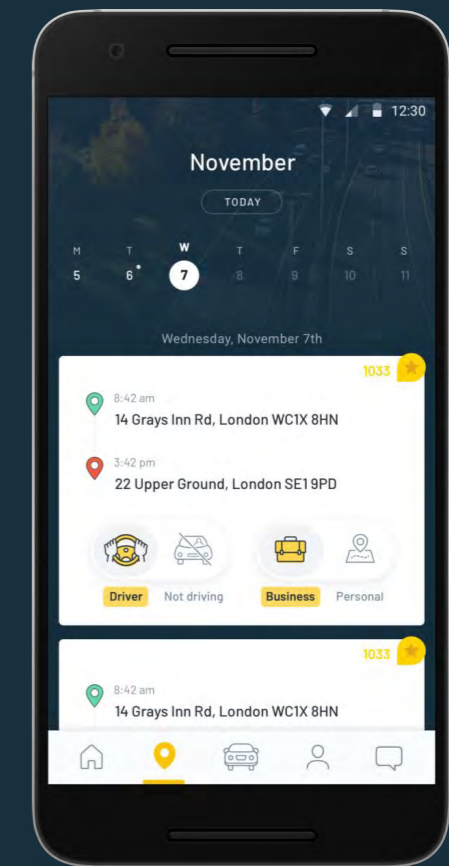 12:30
November
TODAY
M T W T F S S
5 6 7 8 9 10 11
Wednesday, November 7th
1033
8:42 am
14 Grays Inn Rd, London WC1X 8HN
3:42 pm
22 Upper Ground, London SE1 9PD
Driver Not driving Business Personal
1033
8:42 am
14 Grays Inn Rd, London WC1X 8HN